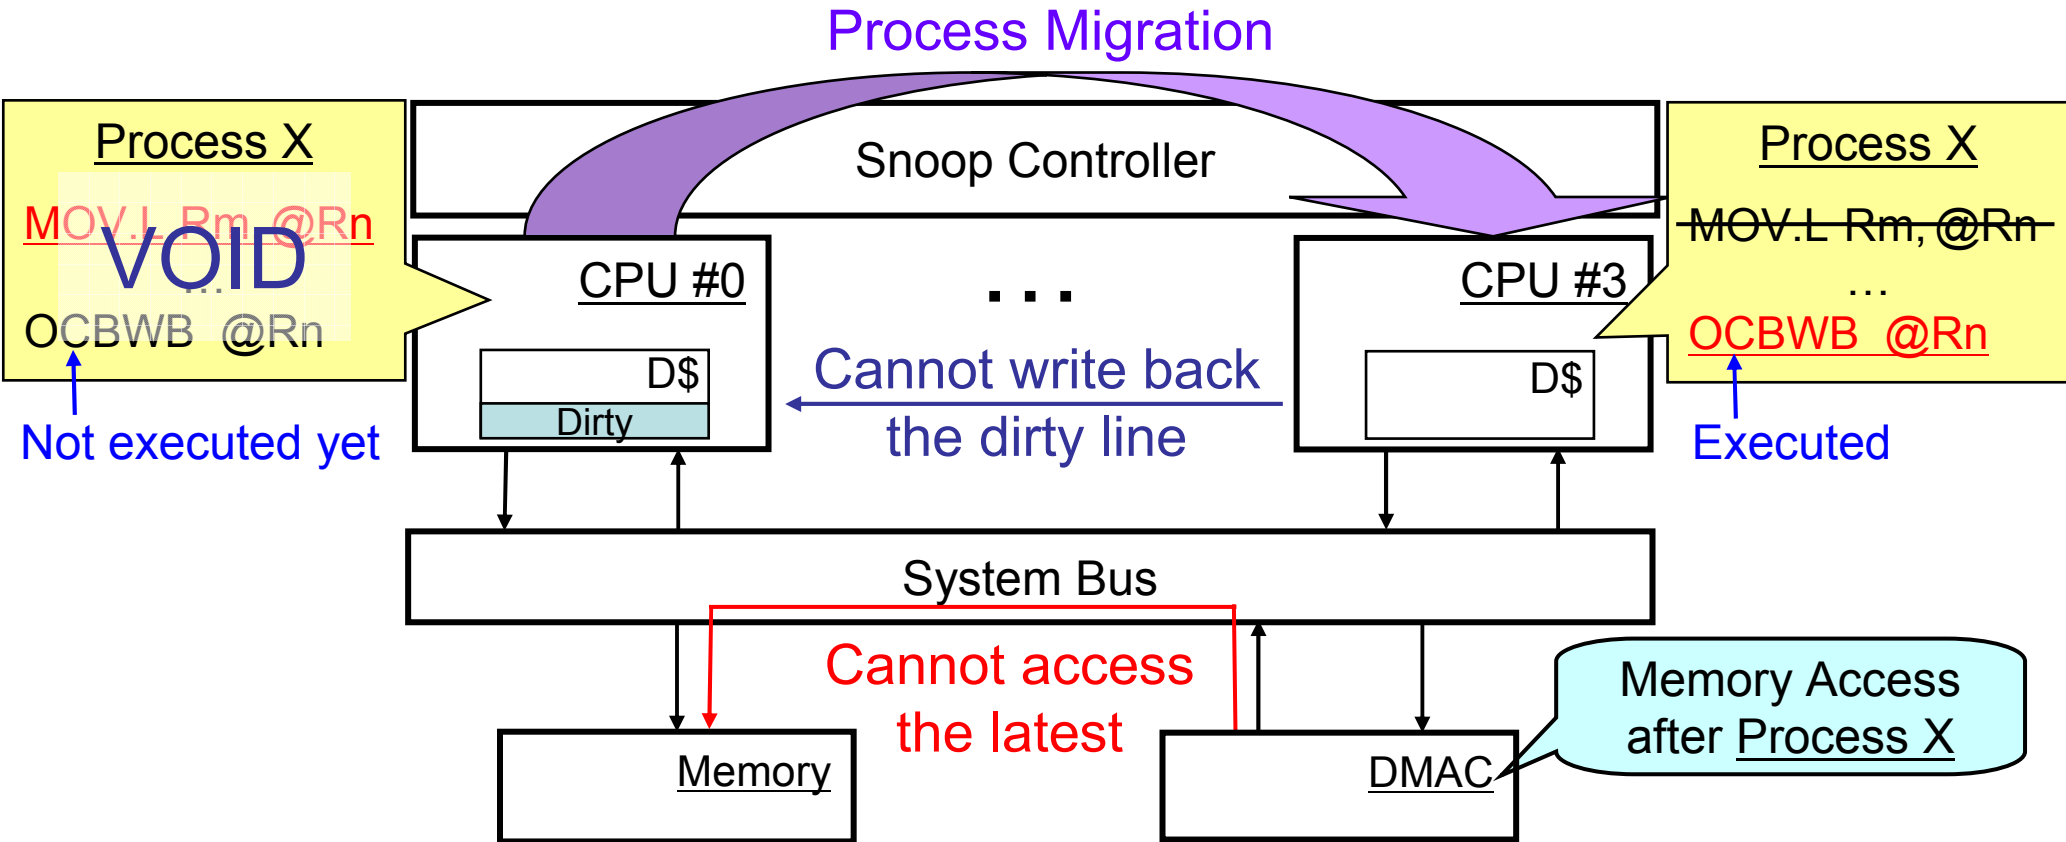 Process Migration
Process X
MOV.L Rm, @Rn
VOID
…
OCBWB @Rn
Not executed yet
Snoop Controller
CPU #0
D$
Dirty
...
Cannot write back
the dirty line
CPU #3
D$
Process X
MOV.L Rm, @Rn
…
OCBWB @Rn
Executed
System Bus
Cannot access
the latest
Memory
DMAC
Memory Access
after Process X